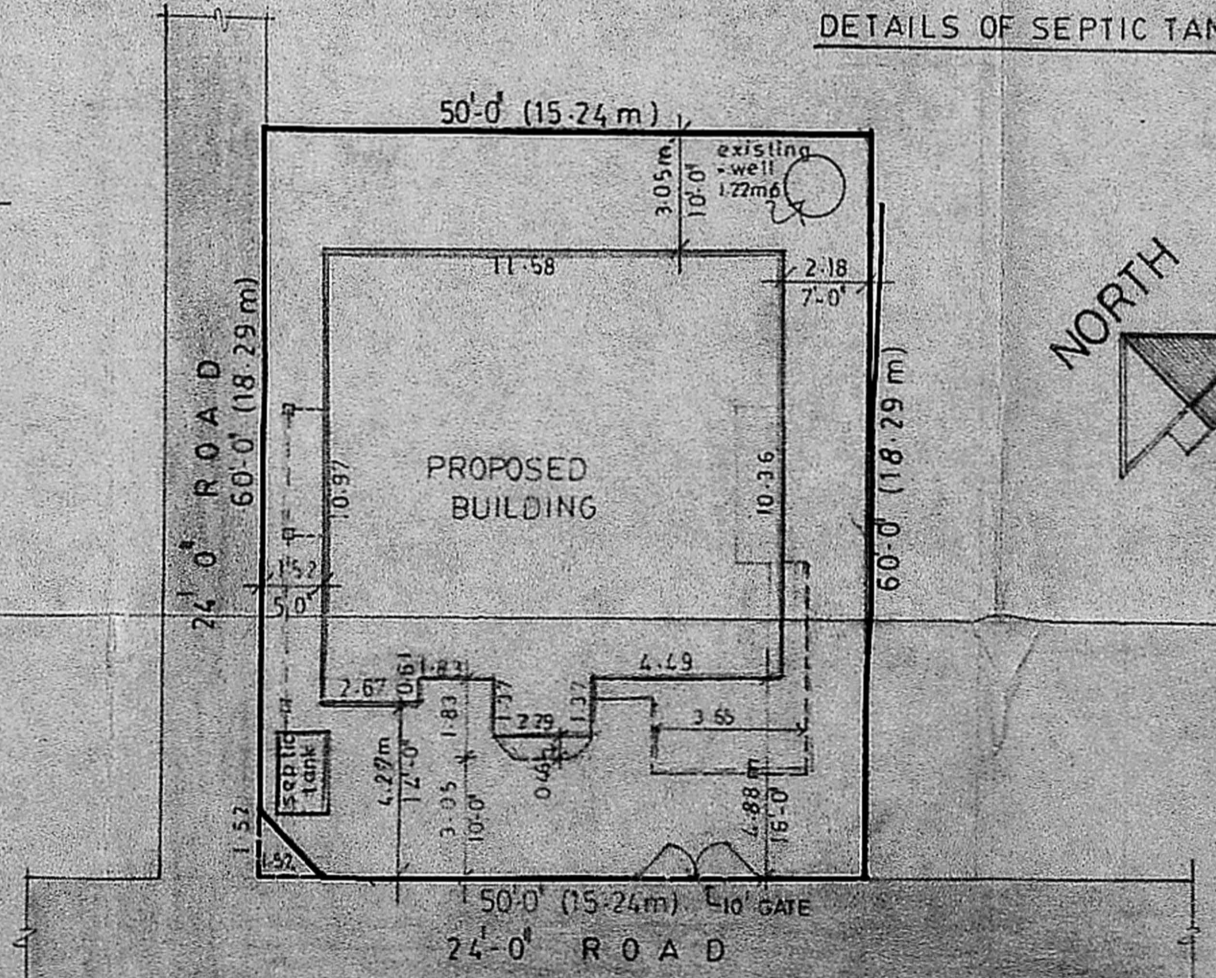 DETAILS OF SEPTIC TAN
50'-0" (15.24 m)
existing
well
1.22mϕ
3.05m
10'-0"
11.58
2.18
7'-0"
NORTH
60'-0" (18.29 m)
24'-0" ROAD
60'-0" (18.29 m)
10.97
10.36
PROPOSED
BUILDING
1.52
5'-0"
2.67
0.61
1.83
4.49
1.37
1.37
2.29
0.61
3.65
septic
tank
4.27m
14'-0"
1.83
3.05
10'-0"
4.88m
16'-0"
1.52
1.52
50'-0" (15.24m)
10' GATE
24'-0" ROAD